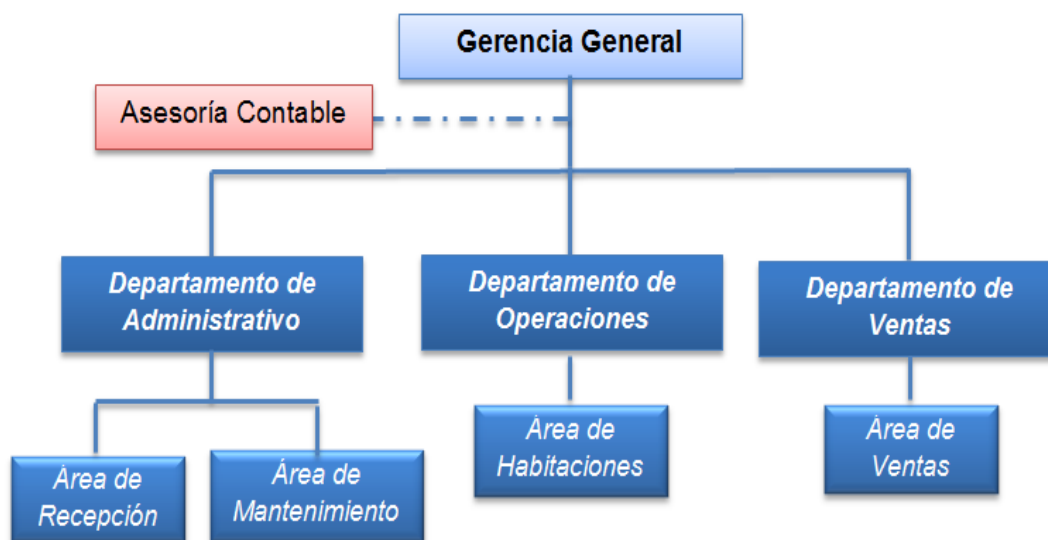 Gerencia General
Asesoría Contable
Departamento de
Administrativo
Departamento de
Operaciones
Departamento de
Ventas
Área de
Recepción
Área de
Mantenimiento
Área de
Habitaciones
Área de
Ventas